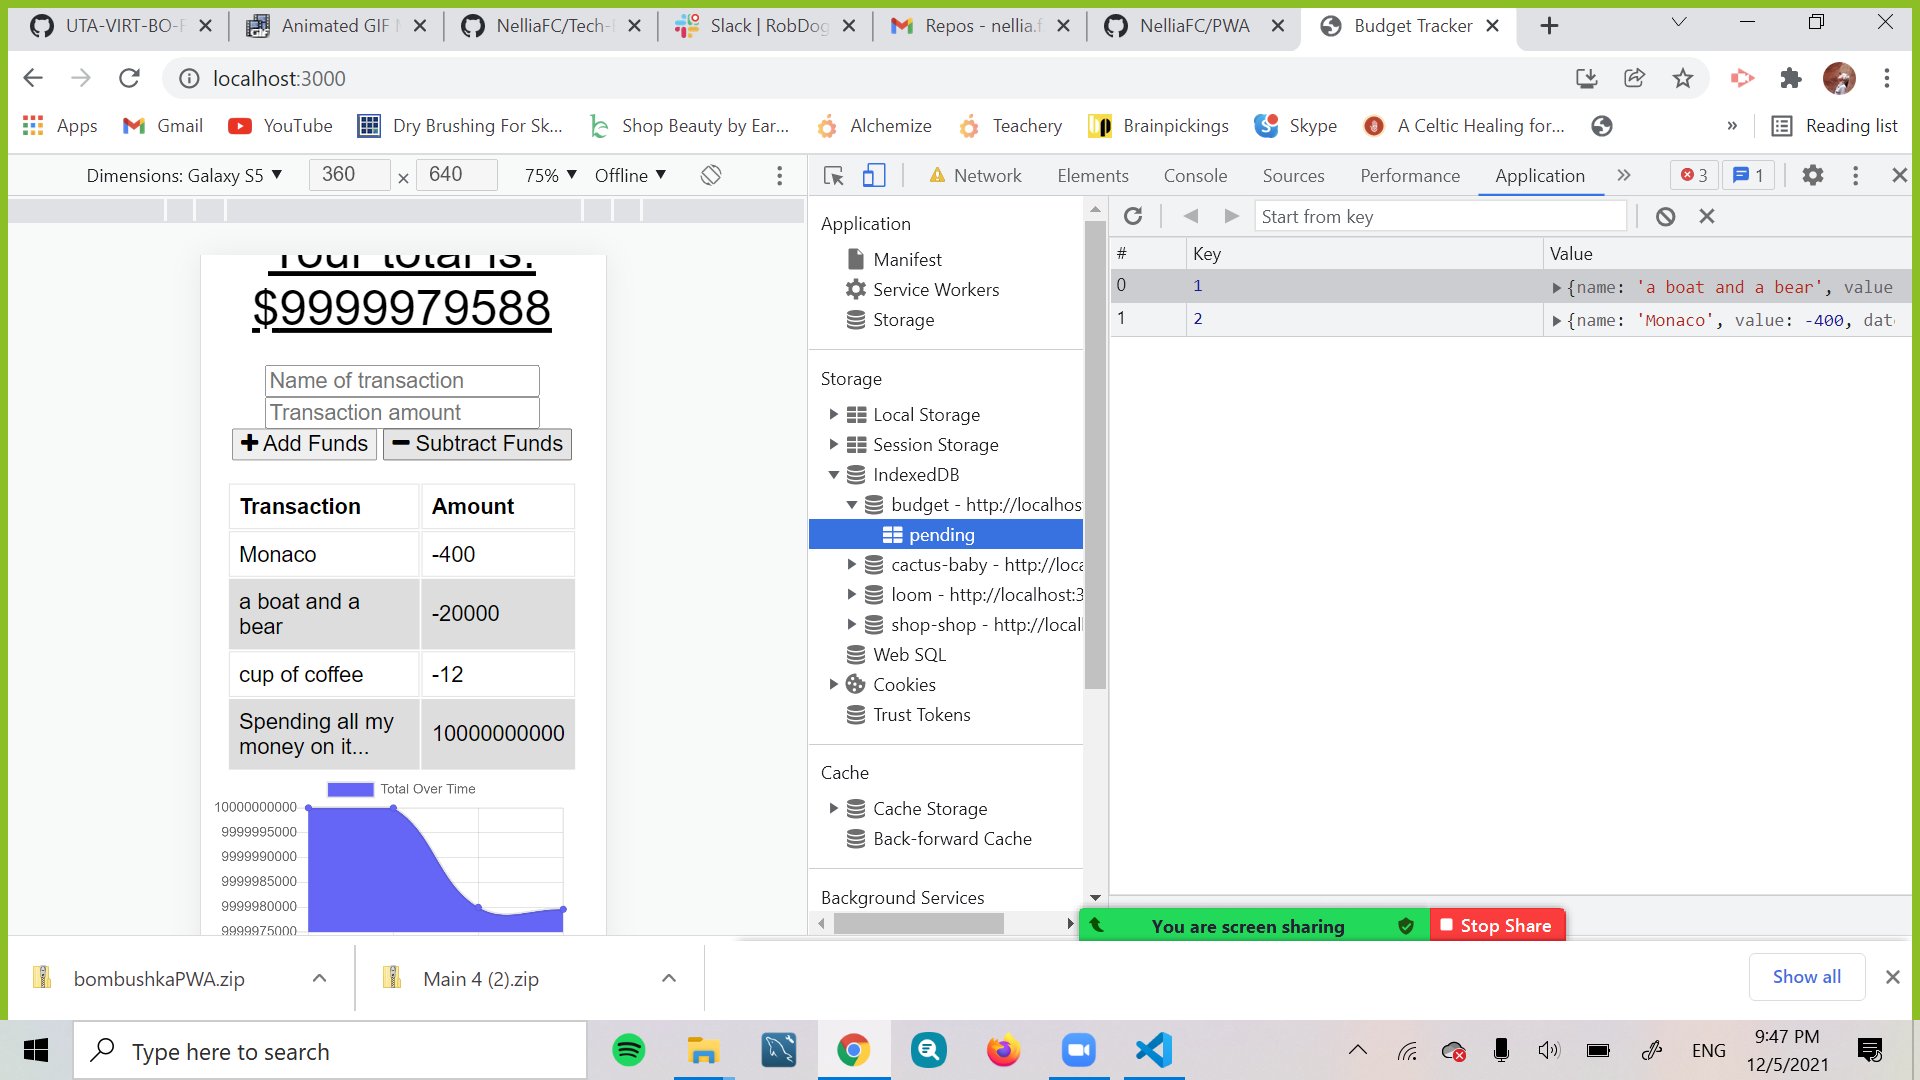 UTA-VIRT-BO-F
Animated GIF M
NelliaFC/Tech-
Slack | RobDog
Repos - nellia.f
NelliaFC/PWA
Budget Tracker
localhost:3000
Apps
Gmail
YouTube
Dry Brushing For Sk...
Shop Beauty by Ear...
Alchemize
Teachery
Brainpickings
Skype
A Celtic Healing for...
»
Reading list
Dimensions: Galaxy S5 ▼
360
×
640
75% ▼
Offline ▼
Network
Elements
Console
Sources
Performance
Application
»
3
1
Your total is:
$9999979588
Name of transaction
Transaction amount
Add Funds
Subtract Funds
Transaction Amount
Monaco -400
a boat and a
bear
-20000
cup of coffee -12
Spending all my
money on it...
10000000000
Total Over Time
10000000000
9999995000
9999990000
9999985000
9999980000
9999975000
Application
Manifest
Service Workers
Storage
Storage
Local Storage
Session Storage
IndexedDB
budget - http://localhos
pending
cactus-baby - http://loca
loom - http://localhost:3
shop-shop - http://local
Web SQL
Cookies
Trust Tokens
Cache
Cache Storage
Back-forward Cache
Background Services
Start from key
# Key Value
0 1 {name: 'a boat and a bear', value
1 2 {name: 'Monaco', value: -400, dat
You are screen sharing
Stop Share
bombushkaPWA.zip
Main 4 (2).zip
Show all
Type here to search
ENG
9:47 PM
12/5/2021